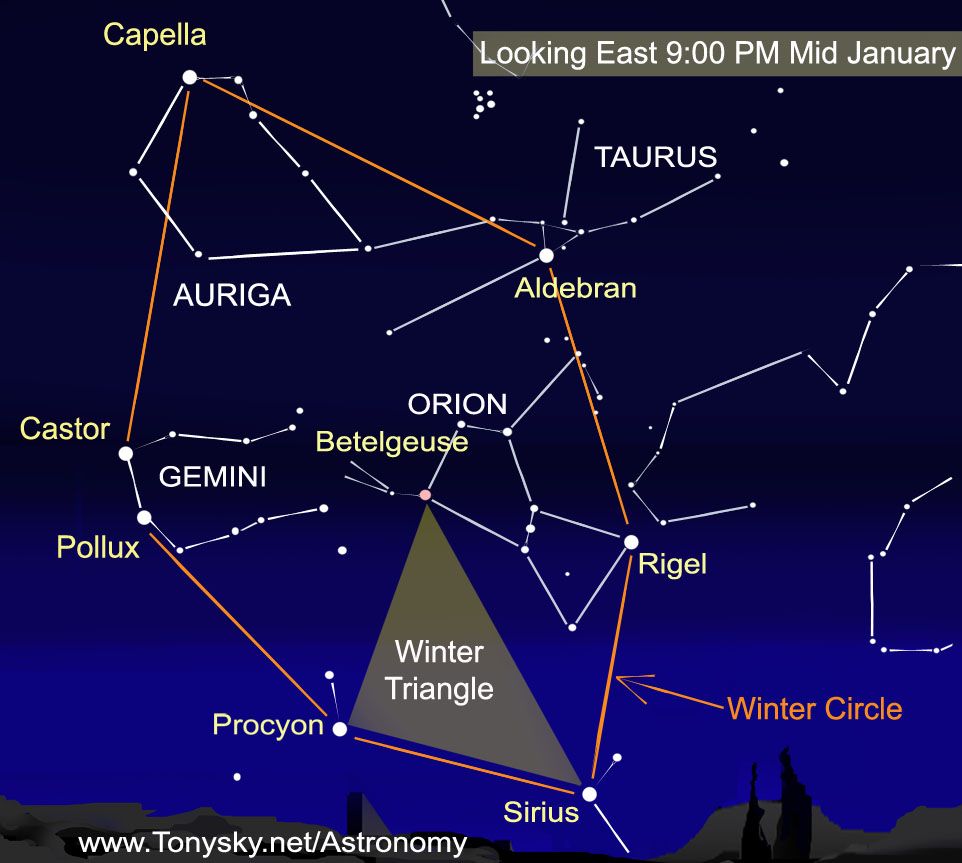 Capella
Looking East 9:00 PM Mid January
TAURUS
Aldebran
AURIGA
ORION
Castor
Betelgeuse
GEMINI
Pollux
Rigel
Winter
Triangle
Winter Circle
Procyon
Sirius
www.Tonysky.net/Astronomy